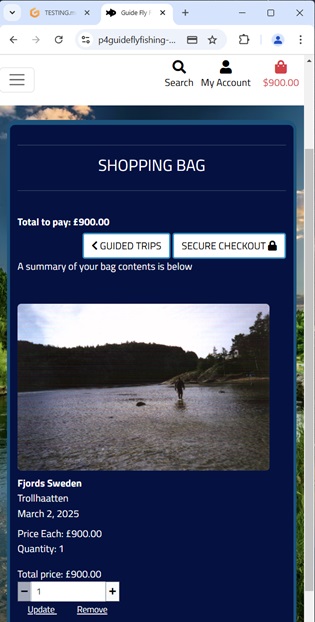 TESTING.m
Guide Fly F
p4guideflyfishing-...
Search My Account $900.00
SHOPPING BAG
Total to pay: £900.00
GUIDED TRIPS SECURE CHECKOUT
A summary of your bag contents is below
Fjords Sweden
Trollhaatten
March 2, 2025
Price Each: £900.00
Quantity: 1
Total price: £900.00
− 1 +
Update Remove